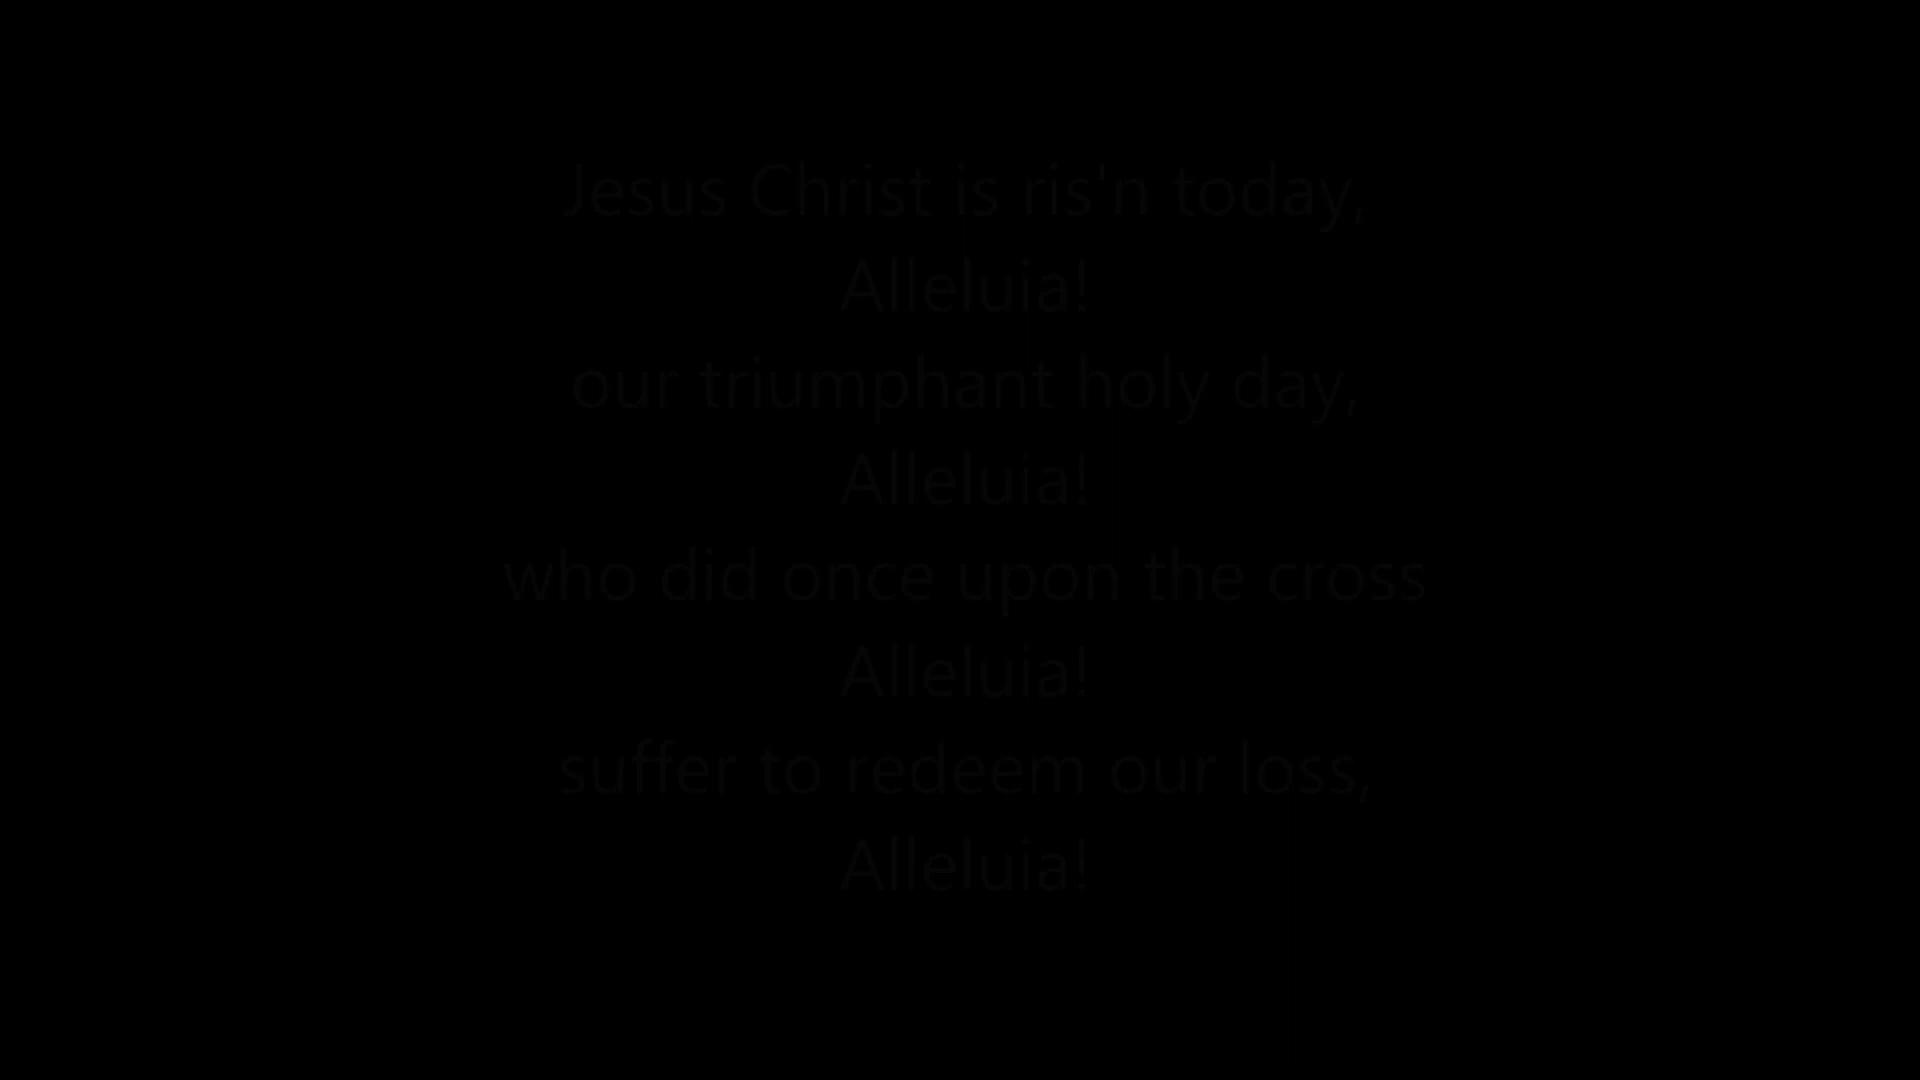 Jesus Christ is ris'n today,
Alleluia!
our triumphant holy day,
Alleluia!
who did once upon the cross
Alleluia!
suffer to redeem our loss,
Alleluia!